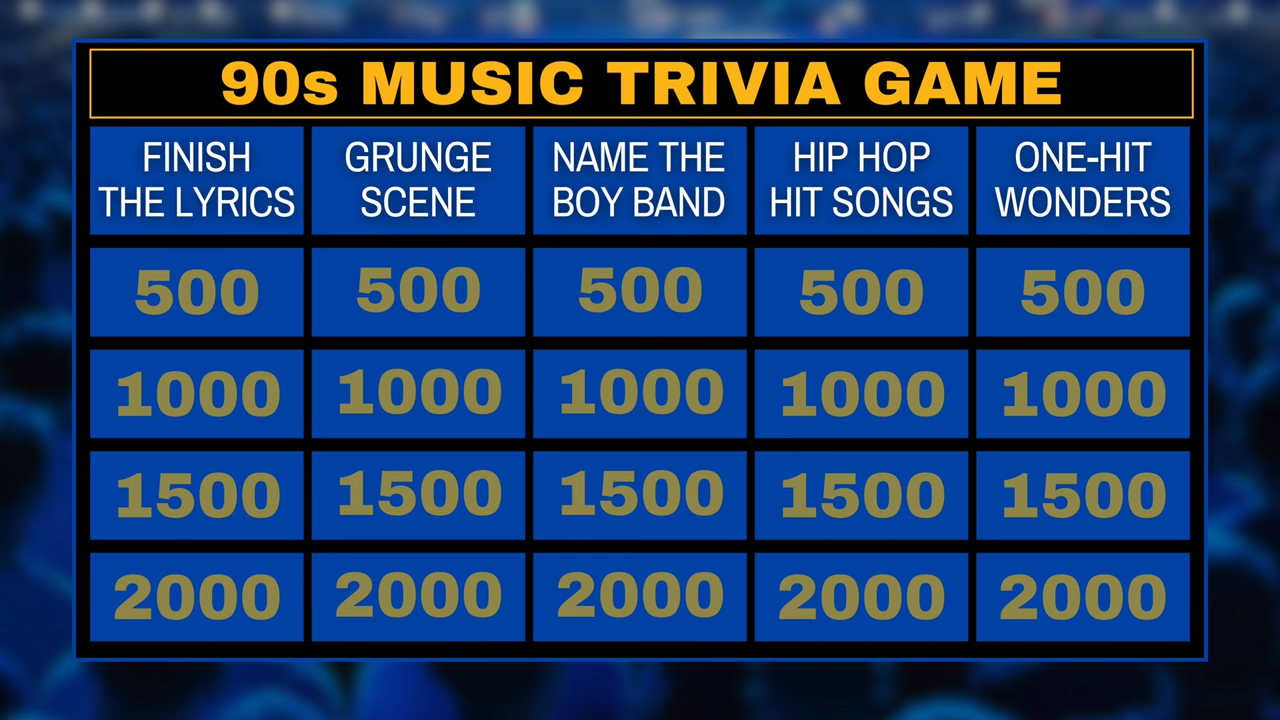 90s MUSIC TRIVIA GAME
FINISH THE LYRICS
GRUNGE SCENE
NAME THE BOY BAND
HIP HOP HIT SONGS
ONE-HIT WONDERS
500 500 500 500 500
1000 1000 1000 1000 1000
1500 1500 1500 1500 1500
2000 2000 2000 2000 2000